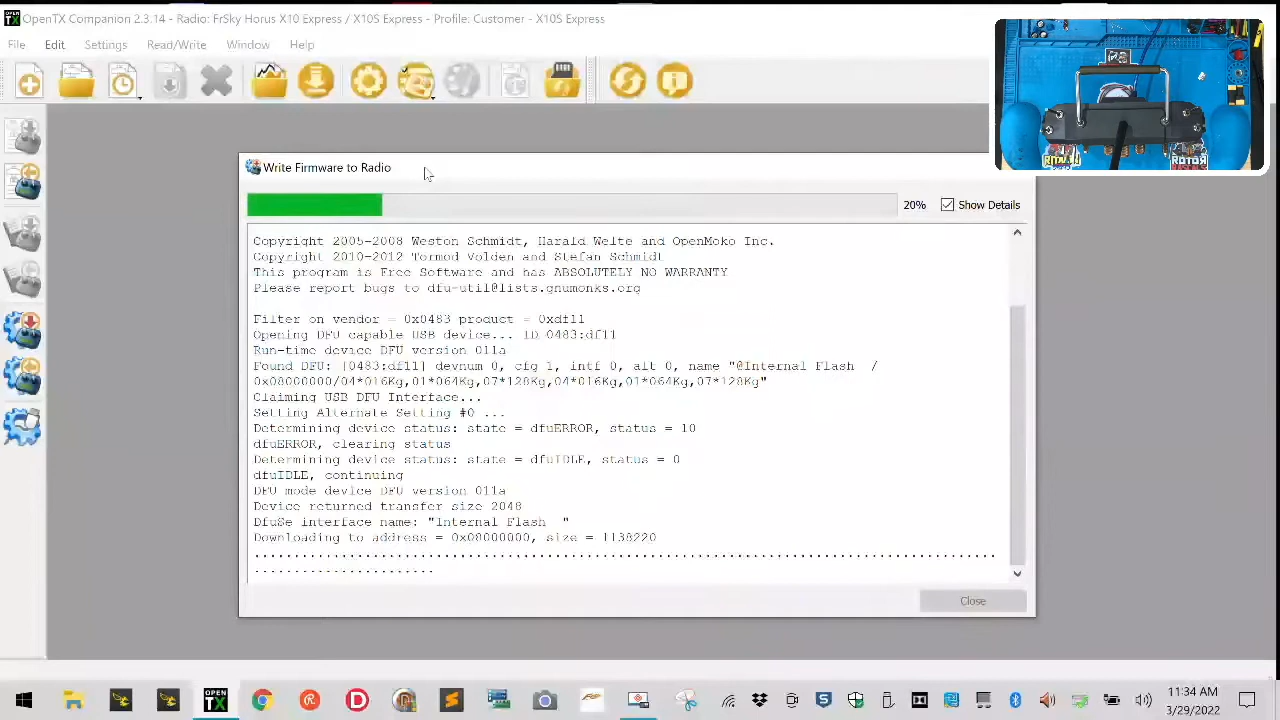 OpenTX Companion 2.3.14 - Radio: FrSky Horus X10 Express / X10S Express - Profile: Customer - X10S Express
File Edit Settings Read/Write Window Help
Write Firmware to Radio
20% Show Details
Copyright 2005-2008 Weston Schmidt, Harald Welte and OpenMoko Inc.
Copyright 2010-2012 Tormod Volden and Stefan Schmidt
This program is Free Software and has ABSOLUTELY NO WARRANTY
Please report bugs to dfu-util@lists.gnumonks.org
Filter on vendor = 0x0483 product = 0xdf11
Opening DFU capable USB device... ID 0483:df11
Run-time device DFU version 011a
Found DFU: [0483:df11] devnum 0, cfg 1, intf 0, alt 0, name "@Internal Flash  /
0x08000000/04*016Kg,01*064Kg,07*128Kg,04*016Kg,01*064Kg,07*128Kg"
Claiming USB DFU Interface...
Setting Alternate Setting #0 ...
Determining device status: state = dfuERROR, status = 10
dfuERROR, clearing status
Determining device status: state = dfuIDLE, status = 0
dfuIDLE, continuing
DFU mode device DFU version 011a
Device returned transfer size 2048
DfuSe interface name: "Internal Flash  "
Downloading to address = 0x08000000, size = 1138220
Close
OPEN
TX
11:34 AM
3/29/2022
ROTOR